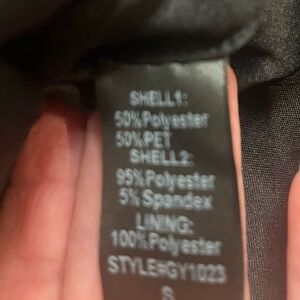 SHELL1:
50%Polyester
50%PET
SHELL2:
95%Polyester
5% Spandex
LINING:
100%Polyester
STYLE#GY1023
S